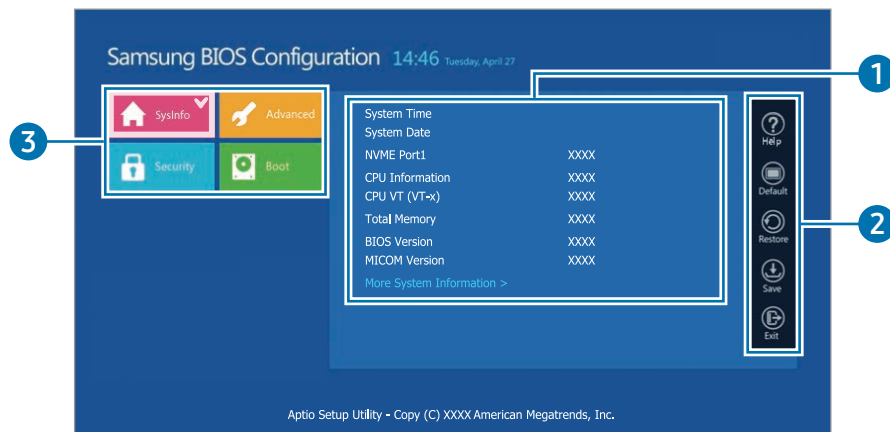 Samsung BIOS Configuration 14:46 Tuesday, April 27
1
SysInfo
Advanced
Security
Boot
3
System Time
System Date
NVME Port1 XXXX
CPU Information XXXX
CPU VT (VT-x) XXXX
Total Memory XXXX
BIOS Version XXXX
MICOM Version XXXX
More System Information >
Help
Default
Restore
Save
Exit
2
Aptio Setup Utility - Copy (C) XXXX American Megatrends, Inc.